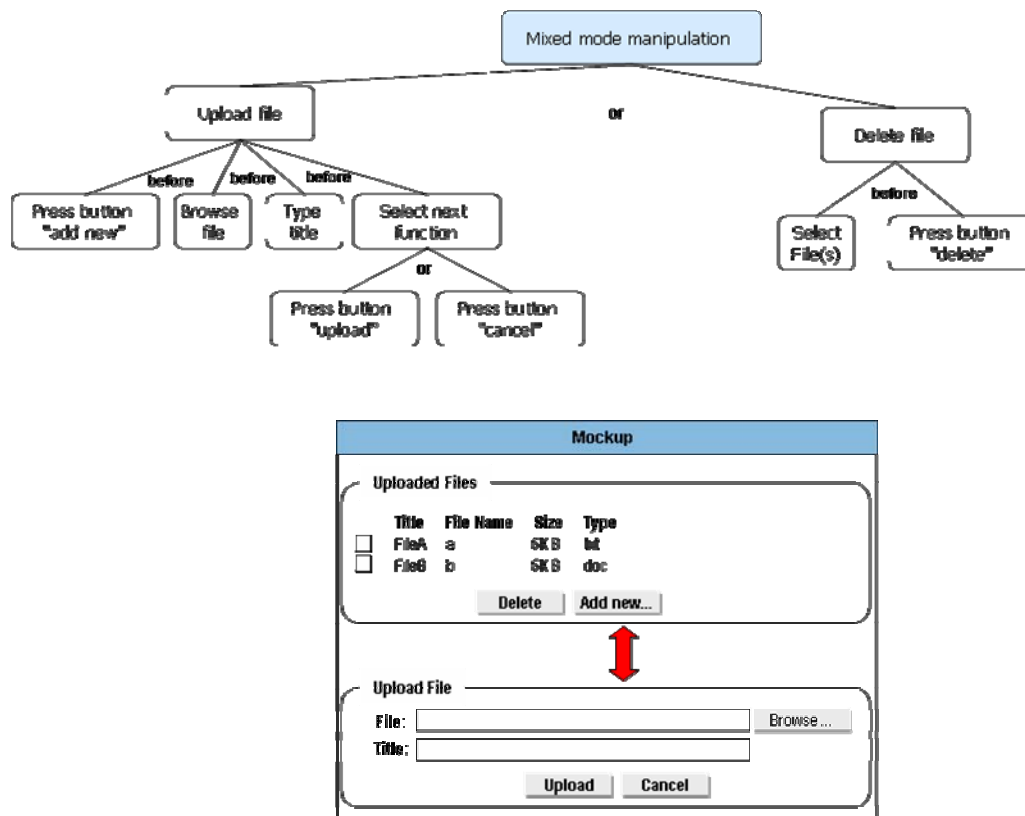 Mixed mode manipulation
Upload file
or
Delete file
before before before
before
Press button
"add new"
Browse
file
Type
title
Select next
function
Select
File(s)
Press button
"delete"
or
Press button
"upload"
Press button
"cancel"
Mockup
Uploaded Files
Title File Name Size Type
FileA a 5KB txt
FileB b 5KB doc
Delete Add new...
Upload File
File: Browse...
Title:
Upload Cancel